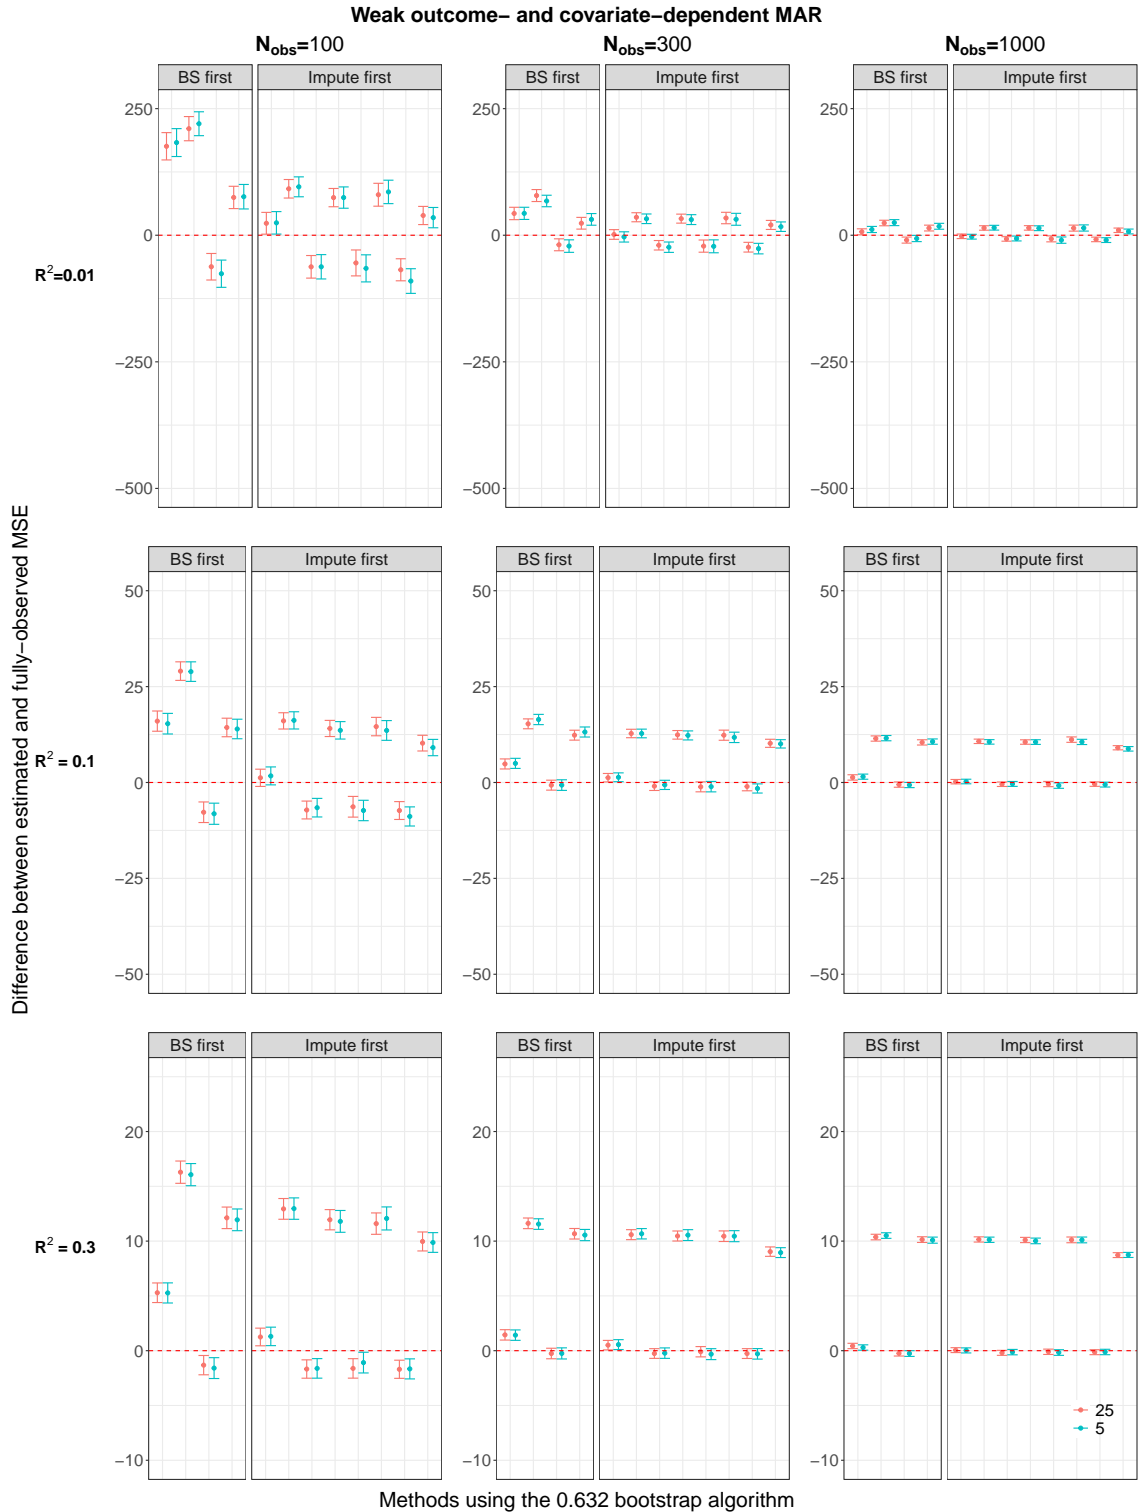 Weak outcome− and covariate−dependent MAR
N_obs=100 N_obs=300 N_obs=1000
BS first Impute first BS first Impute first BS first Impute first
250 250 250
0 0 0
R²=0.01
−250 −250 −250
−500 −500 −500
Difference between estimated and fully−observed MSE
BS first Impute first BS first Impute first BS first Impute first
50 50 50
25 25 25
R² = 0.1
0 0 0
−25 −25 −25
−50 −50 −50
BS first Impute first BS first Impute first BS first Impute first
20 20 20
R² = 0.3
10 10 10
0 0 0
25
5
−10 −10 −10
Methods using the 0.632 bootstrap algorithm